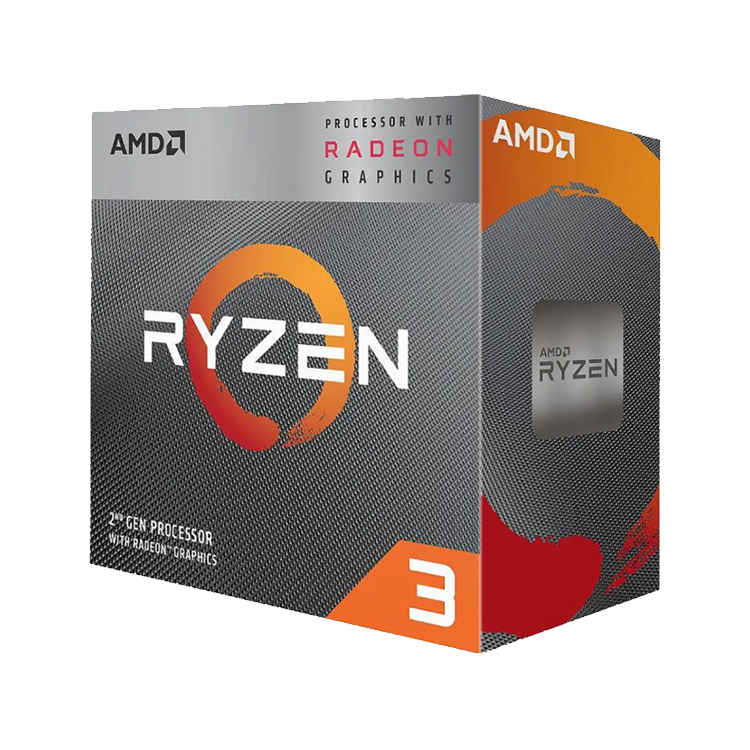 AMD
PROCESSOR WITH
RADEON
GRAPHICS
RYZEN
2ND GEN PROCESSOR
WITH RADEON™ GRAPHICS
3
AMD
AMD
RYZEN